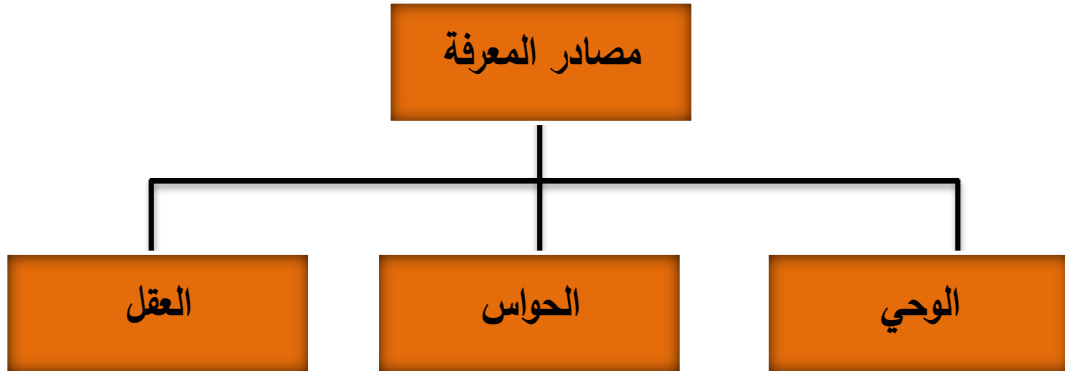 مصادر المعرفة
الوحي
الحواس
العقل